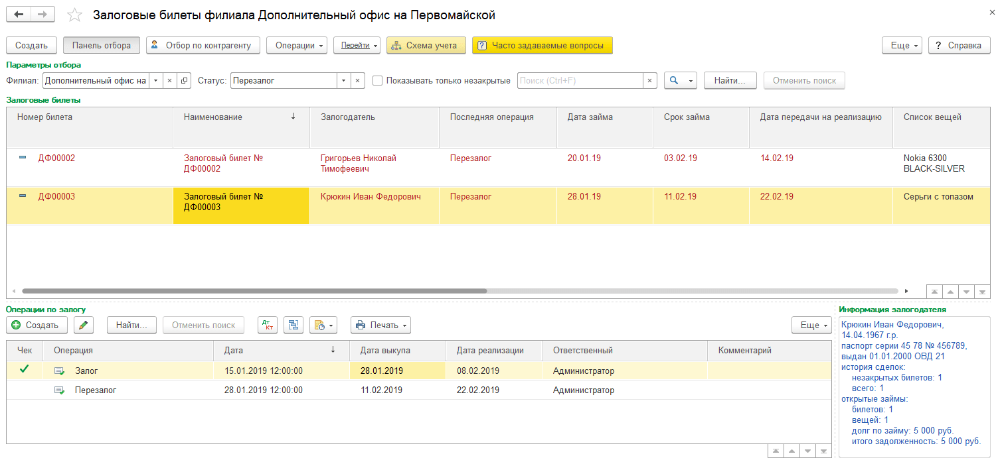 Залоговые билеты филиала Дополнительный офис на Первомайской
Создать Панель отбора Отбор по контрагенту Операции Перейти Схема учета ? Часто задаваемые вопросы Еще ? Справка
Параметры отбора
Филиал: Дополнительный офис на Статус: Перезалог Показывать только незакрытые Поиск (Ctrl+F) Найти... Отменить поиск
Залоговые билеты
Номер билета Наименование Залогодатель Последняя операция Дата займа Срок займа Дата передачи на реализацию Список вещей
ДФ00002 Залоговый билет № Григорьев Николай Перезалог 20.01.19 03.02.19 14.02.19 Nokia 6300
ДФ00002 Тимофеевич BLACK-SILVER
ДФ00003 Залоговый билет № Крюкин Иван Федорович Перезалог 28.01.19 11.02.19 22.02.19 Серьги с топазом
ДФ00003
Операции по залогу
Создать Найти... Отменить поиск Дт Кт Печать Еще
Чек Операция Дата Дата выкупа Дата реализации Ответственный Комментарий
Залог 15.01.2019 12:00:00 28.01.2019 08.02.2019 Администратор
Перезалог 28.01.2019 12:00:00 11.02.2019 22.02.2019 Администратор
Информация залогодателя
Крюкин Иван Федорович,
14.04.1967 г.р.
паспорт серии 45 78 № 456789,
выдан 01.01.2000 ОВД 21
история сделок:
незакрытых билетов: 1
всего: 1
открытые займы:
билетов: 1
вещей: 1
долг по займу: 5 000 руб.
итого задолженность: 5 000 руб.